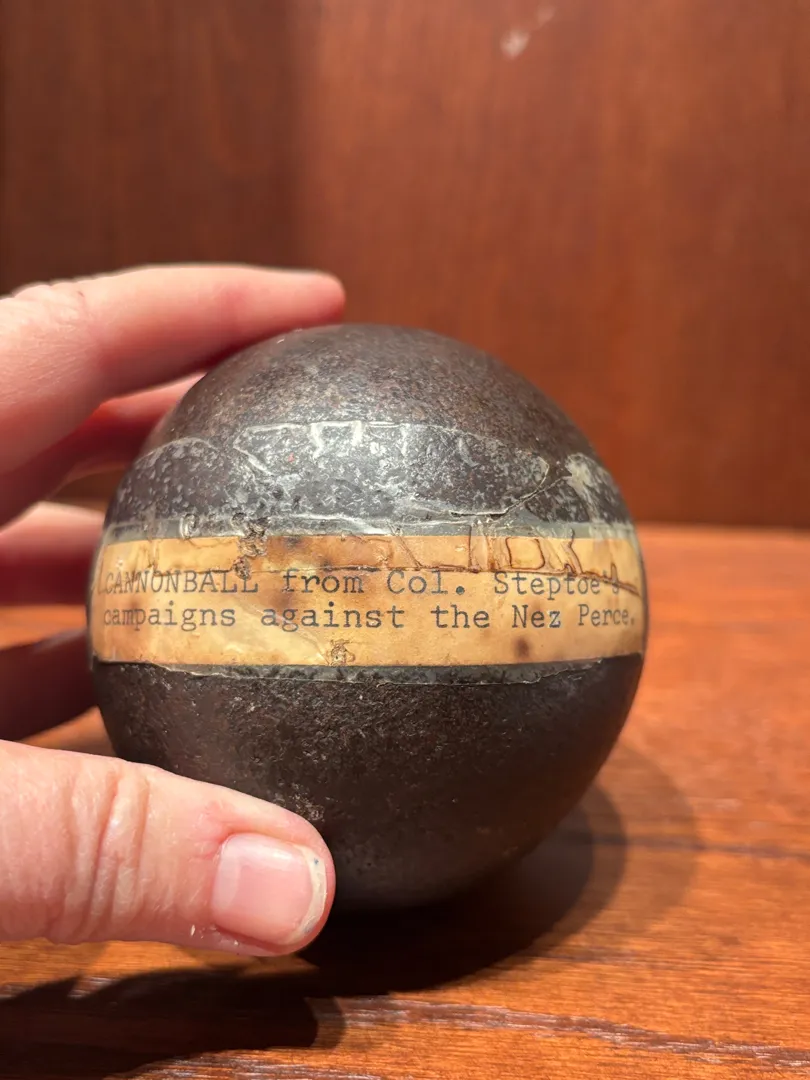 CANNONBALL from Col. Steptoe's
campaigns against the Nez Perce.